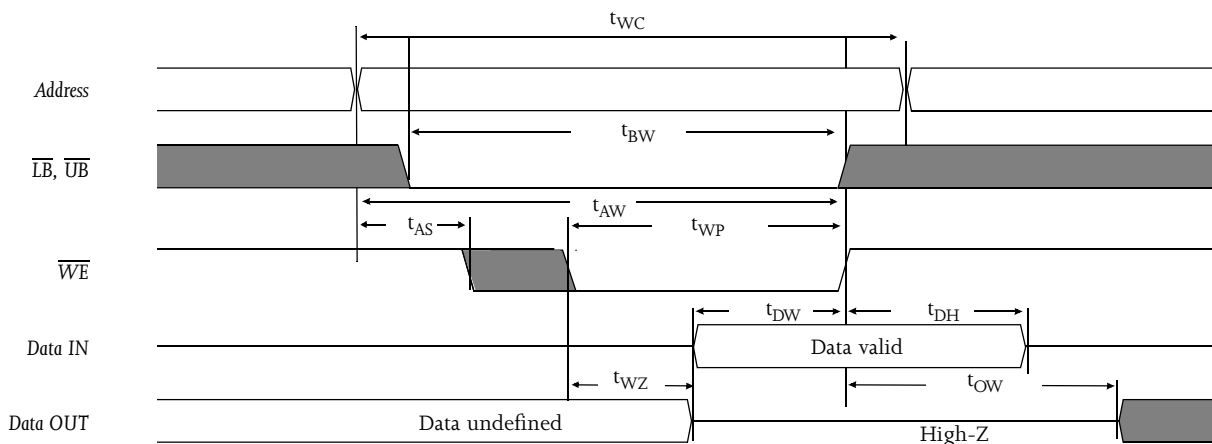 tWC
Address
tBW
LB, UB
tAW
tAS
tWP
WE
tDW
tDH
Data IN
Data valid
tWZ
tOW
Data OUT
Data undefined
High-Z